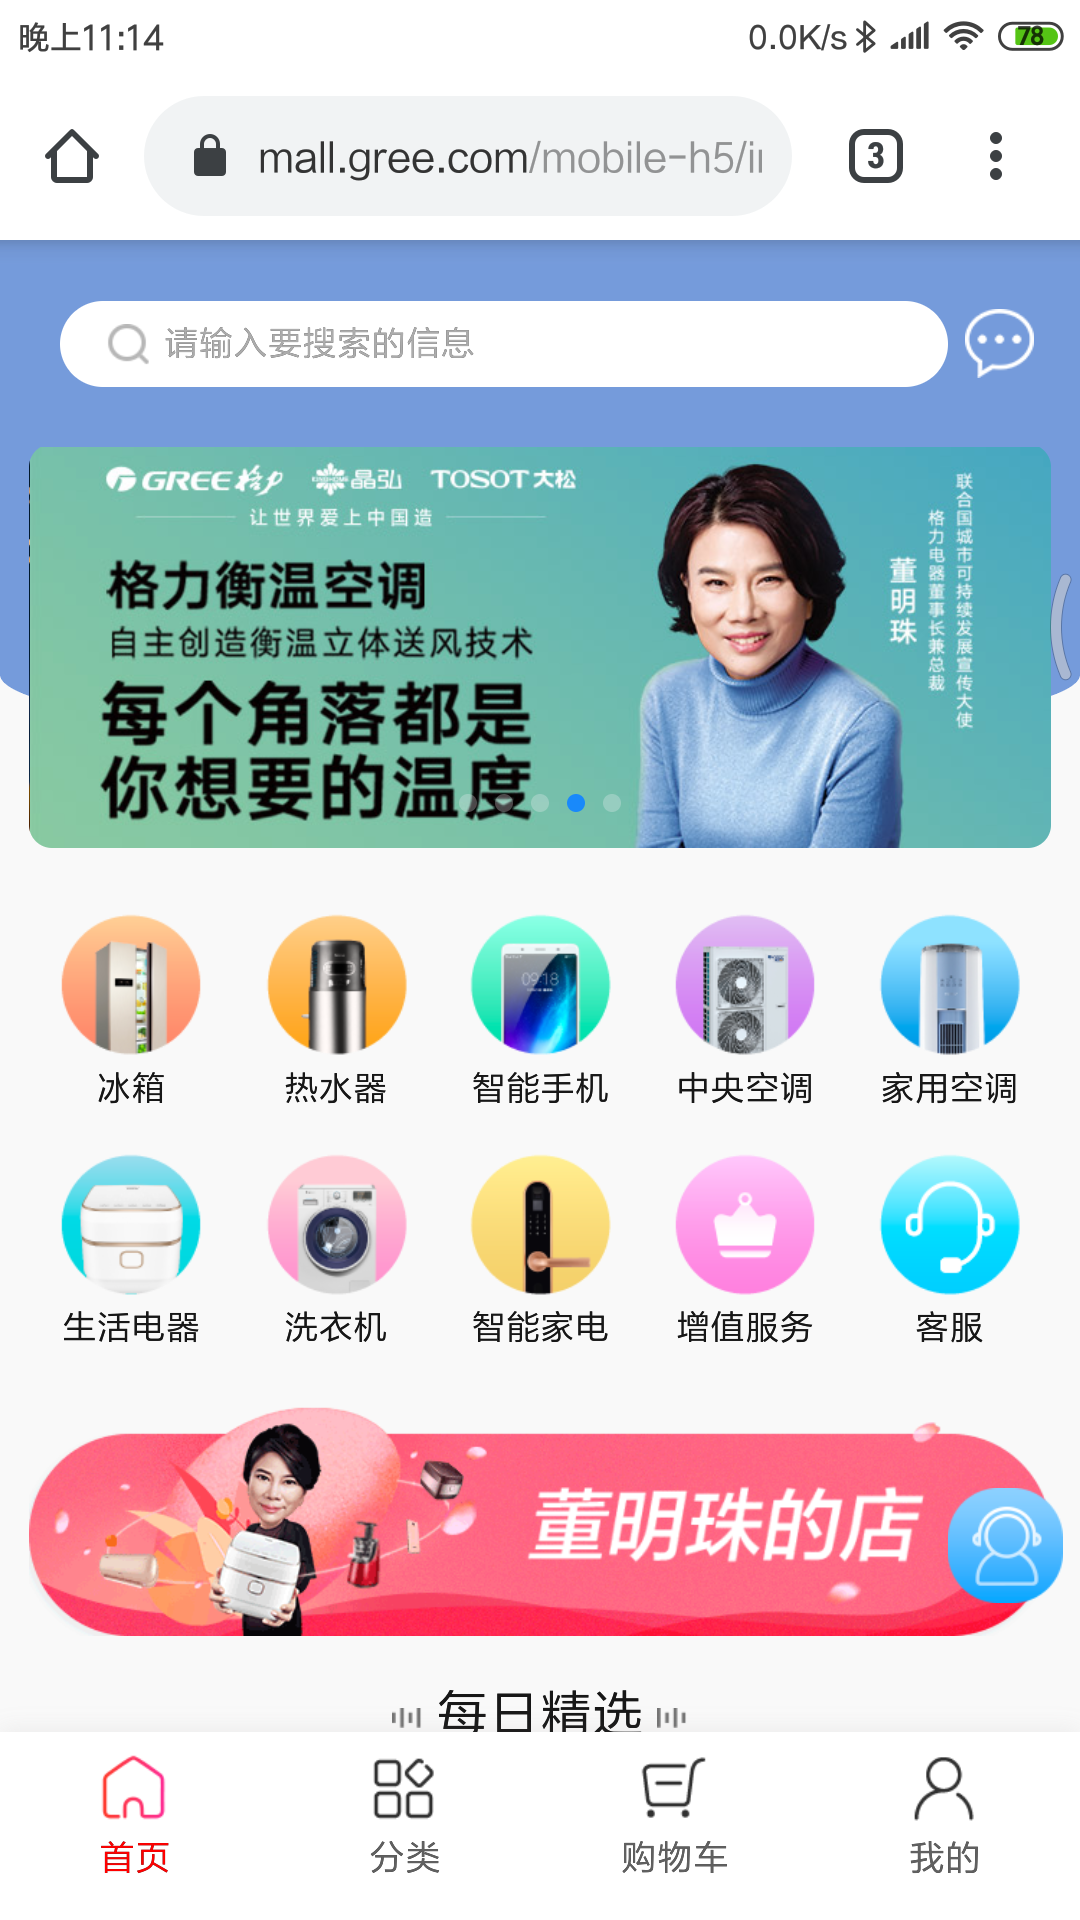 晚上11:14
0.0K/s
78
mall.gree.com/mobile-h5/in
3
请输入要搜索的信息
GREE格力 晶弘 TOSOT大松
让世界爱上中国造
格力衡温空调
自主创造衡温立体送风技术
每个角落都是
你想要的温度
联合国城市可持续发展宣传大使
格力电器董事长兼总裁
董明珠
09:18
冰箱
热水器
智能手机
中央空调
家用空调
生活电器
洗衣机
智能家电
增值服务
客服
董明珠的店
每日精选
首页
分类
购物车
我的